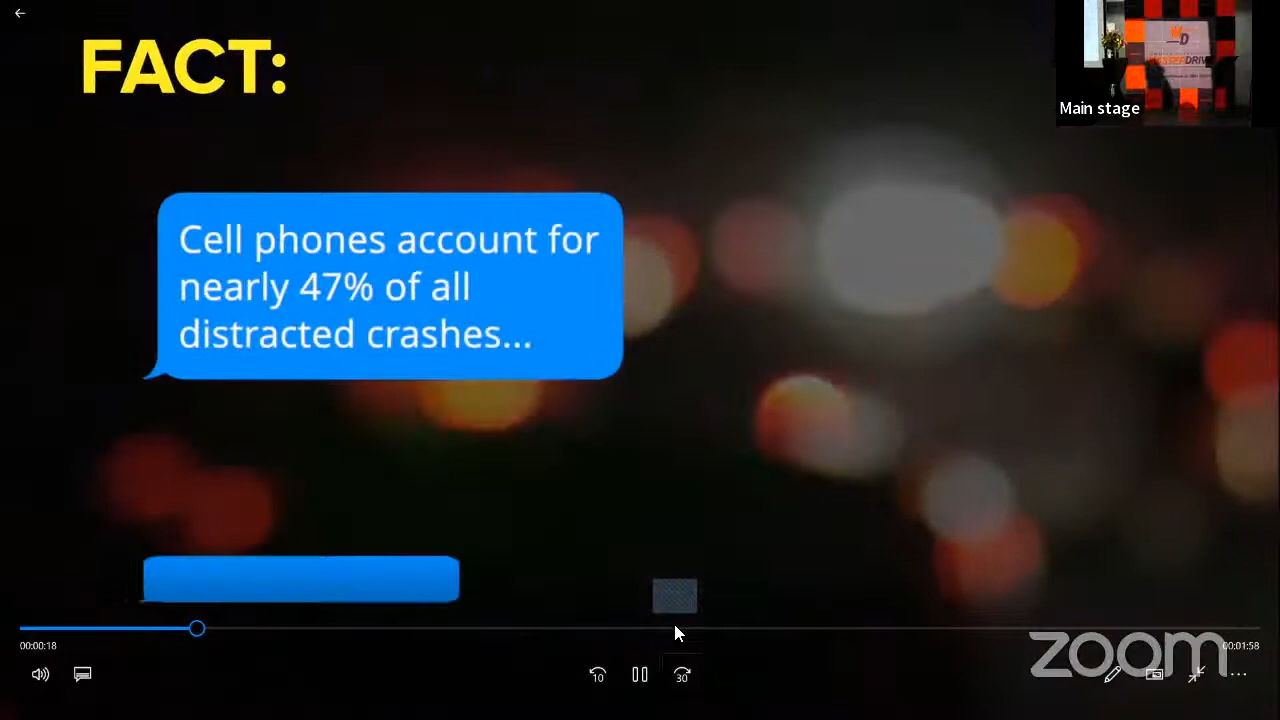 FACT:
Main stage
Cell phones account for
nearly 47% of all
distracted crashes...
00:00:18
00:01:58
10
30
zoom